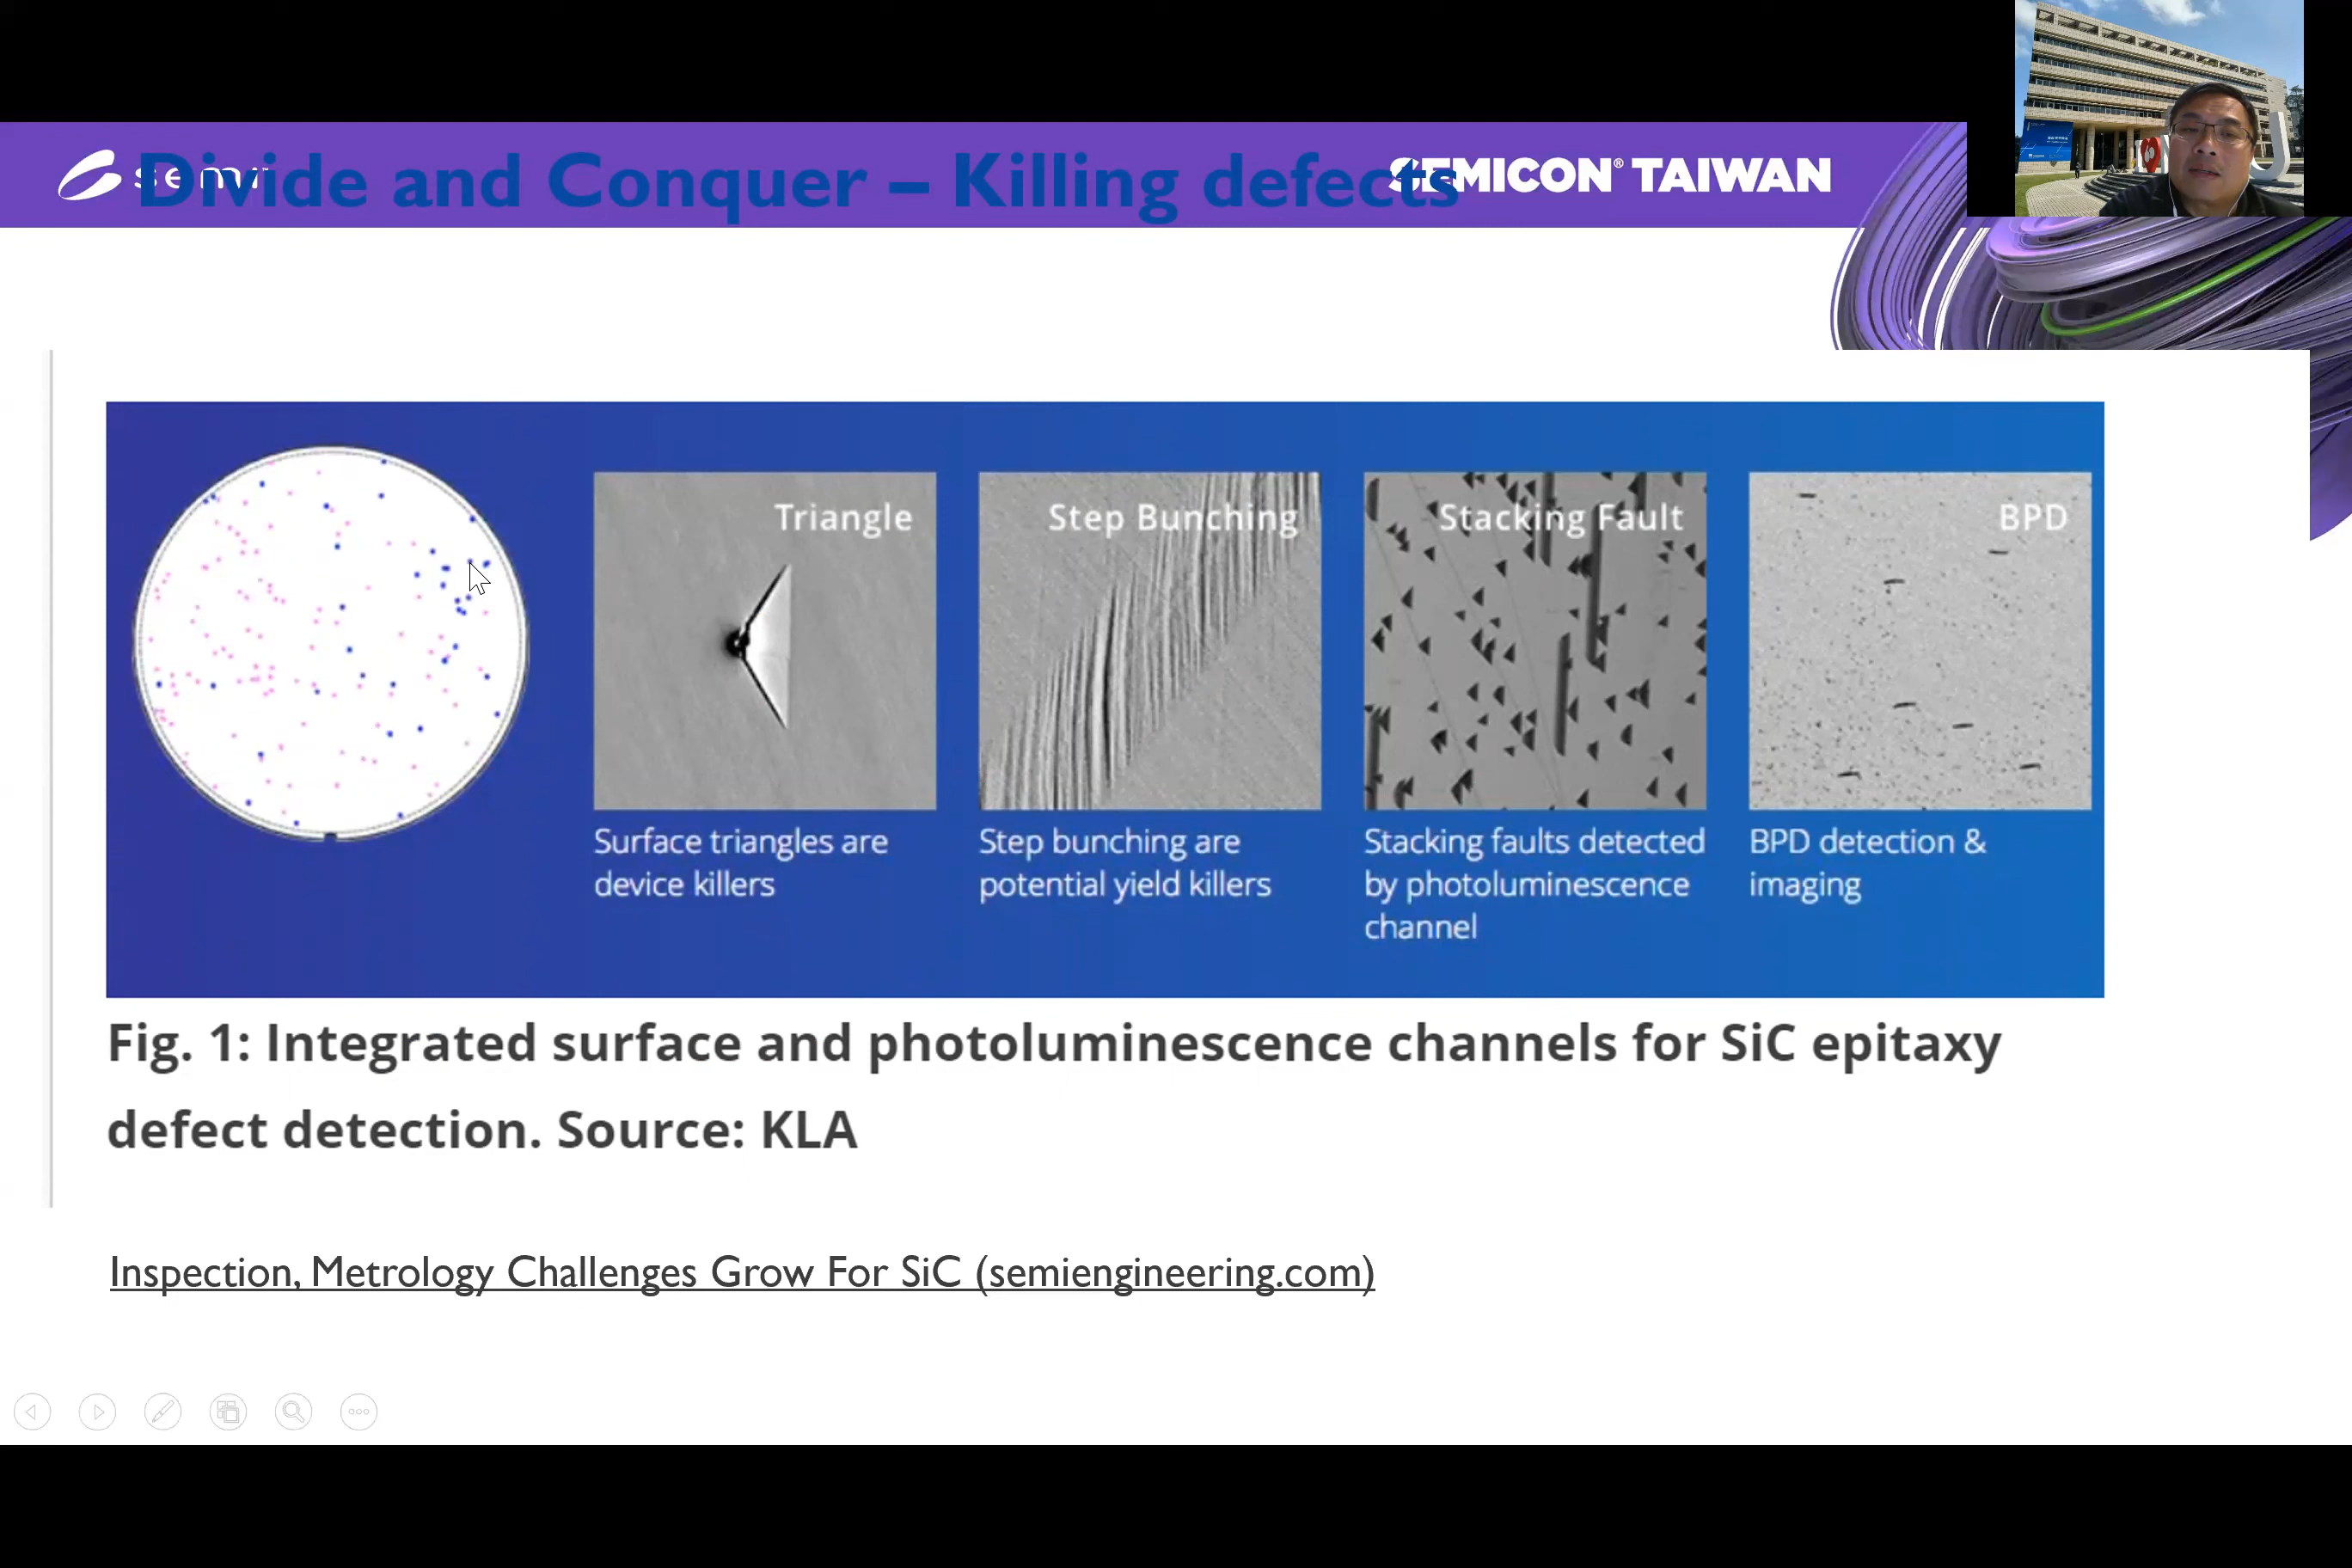 semi
Divide and Conquer – Killing defects
SEMICON® TAIWAN
Triangle
Step Bunching
Stacking Fault
BPD
Surface triangles are
device killers
Step bunching are
potential yield killers
Stacking faults detected
by photoluminescence
channel
BPD detection &
imaging
Fig. 1: Integrated surface and photoluminescence channels for SiC epitaxy
defect detection. Source: KLA
Inspection, Metrology Challenges Grow For SiC (semiengineering.com)